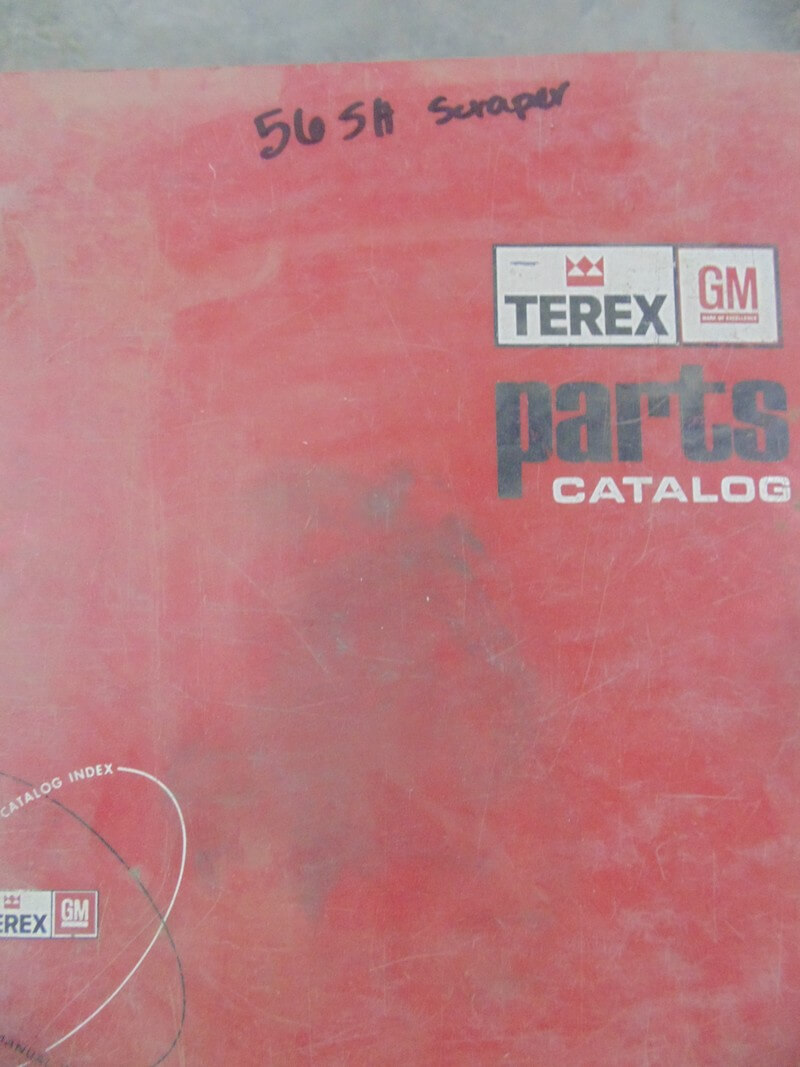 56 SH Scraper
TEREX
GM
MARK OF EXCELLENCE
parts
CATALOG
CATALOG INDEX
EREX
GM